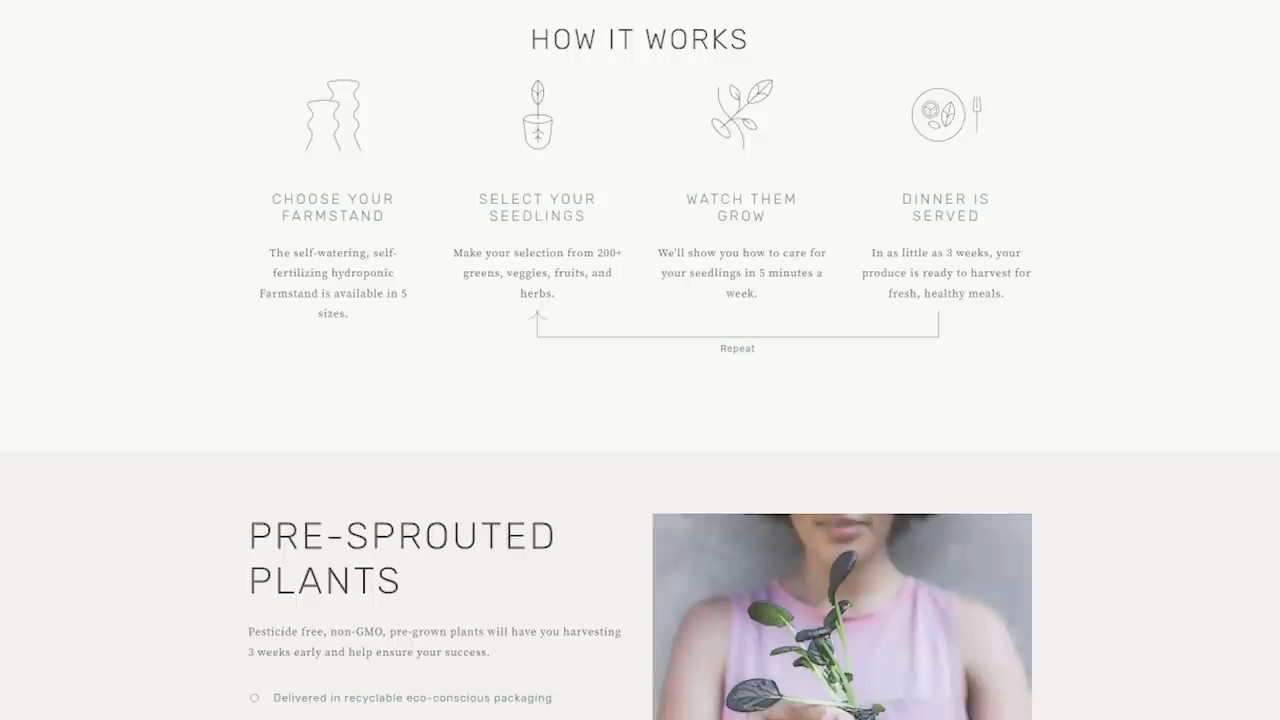 HOW IT WORKS
CHOOSE YOUR
FARMSTAND
The self-watering, self-
fertilizing hydroponic
Farmstand is available in 5
sizes.
SELECT YOUR
SEEDLINGS
Make your selection from 200+
greens, veggies, fruits, and
herbs.
WATCH THEM
GROW
We'll show you how to care for
your seedlings in 5 minutes a
week.
DINNER IS
SERVED
In as little as 3 weeks, your
produce is ready to harvest for
fresh, healthy meals.
Repeat
PRE-SPROUTED
PLANTS
Pesticide free, non-GMO, pre-grown plants will have you harvesting
3 weeks early and help ensure your success.
Delivered in recyclable eco-conscious packaging